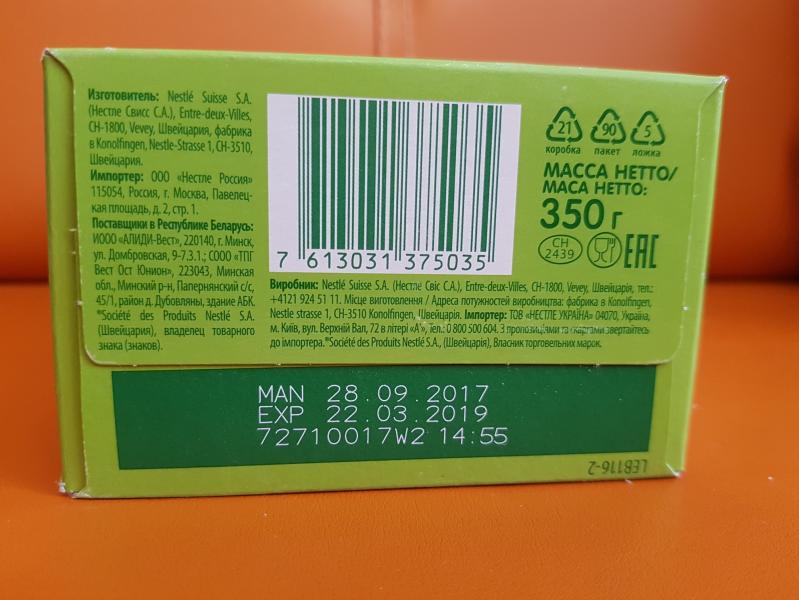 Изготовитель: Nestlé Suisse S.A.
(Нестле Свисс С.А.), Entre-deux-Villes,
CH-1800, Vevey, Швейцария, фабрика
в Konolfingen, Nestle-Strasse 1, CH-3510,
Швейцария.
Импортер: ООО «Нестле Россия»
115054, Россия, г. Москва, Павелец-
кая площадь, д. 2, стр. 1.
Поставщики в Республике Беларусь:
ИООО «АЛИДИ-Вест», 220140, г. Минск,
ул. Домбровская, 9-7.3.1.; СООО «ТПГ
Вест Ост Юнион», 223043, Минская
обл., Минский р-н, Папернянский с/с,
45/1, район д. Дубовляны, здание АБК.
®Société des Produits Nestlé S.A.
(Швейцария), владелец товарного
знака (знаков).
7 613031 375035
21 90 5
коробка пакет ложка
МАССА НЕТТО/
МАСА НЕТТО:
350 г
CH
2439
EAC
Виробник: Nestlé Suisse S.A. (Нестле Свіс С.А.), Entre-deux-Villes, CH-1800, Vevey, Швейцарія, тел.:
+4121 924 51 11. Місце виготовлення / Адреса потужностей виробництва: фабрика в Konolfingen,
Nestle strasse 1, CH-3510 Konolfingen, Швейцарія. Імпортер: ТОВ «НЕСТЛЕ УКРАЇНА» 04070, Україна,
м. Київ, вул. Верхній Вал, 72 в літері «А», тел.: 0 800 500 604. З пропозиціями та скаргами звертайтесь
до імпортера. ®Société des Produits Nestlé S.A., (Швейцарія), Власник торговельних марок.
MAN 28.09.2017
EXP 22.03.2019
72710017W2 14:55
LEB116-2